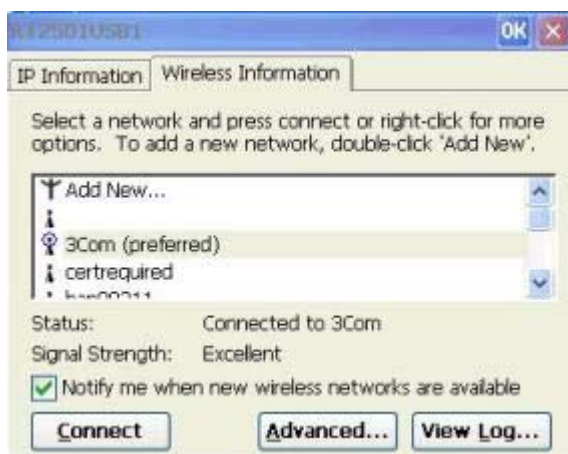 RT2501USB1
OK
IP Information
Wireless Information
Select a network and press connect or right-click for more
options. To add a new network, double-click 'Add New'.
Add New...
3Com (preferred)
certrequired
Status: Connected to 3Com
Signal Strength: Excellent
Notify me when new wireless networks are available
Connect
Advanced...
View Log...